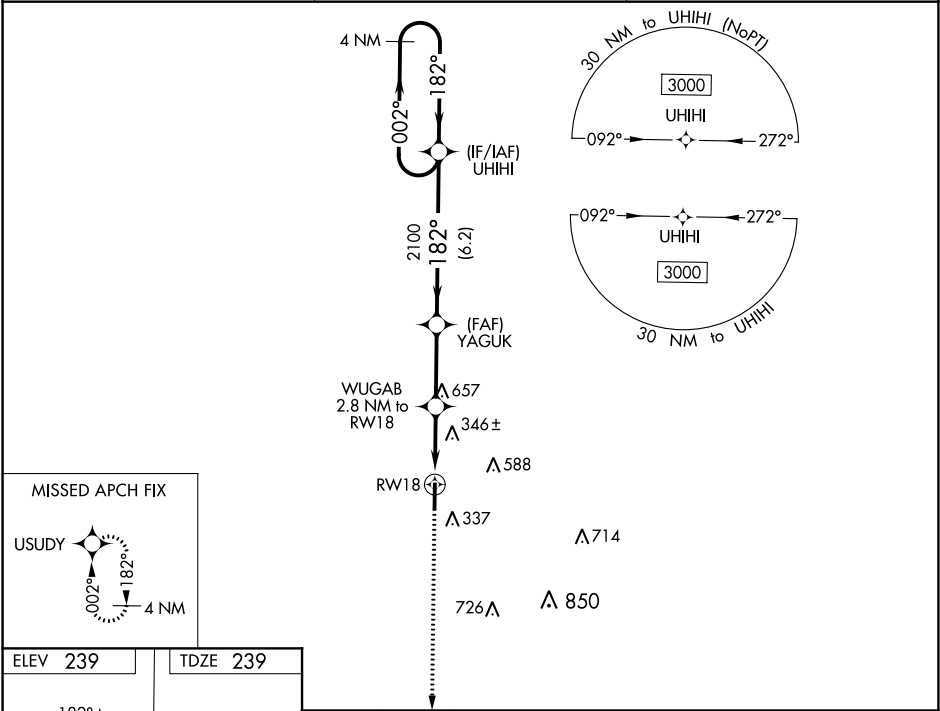 4 NM
182°
002°
(IF/IAF)
UHIHI
2100
182°
(6.2)
(FAF)
YAGUK
WUGAB
2.8 NM to
RW18
657
346±
588
RW18
337
714
726
850
30 NM to UHIHI (NoPT)
3000
UHIHI
092°
272°
092°
272°
UHIHI
3000
30 NM to UHIHI
MISSED APCH FIX
USUDY
002°
182°
4 NM
ELEV 239
TDZE 239